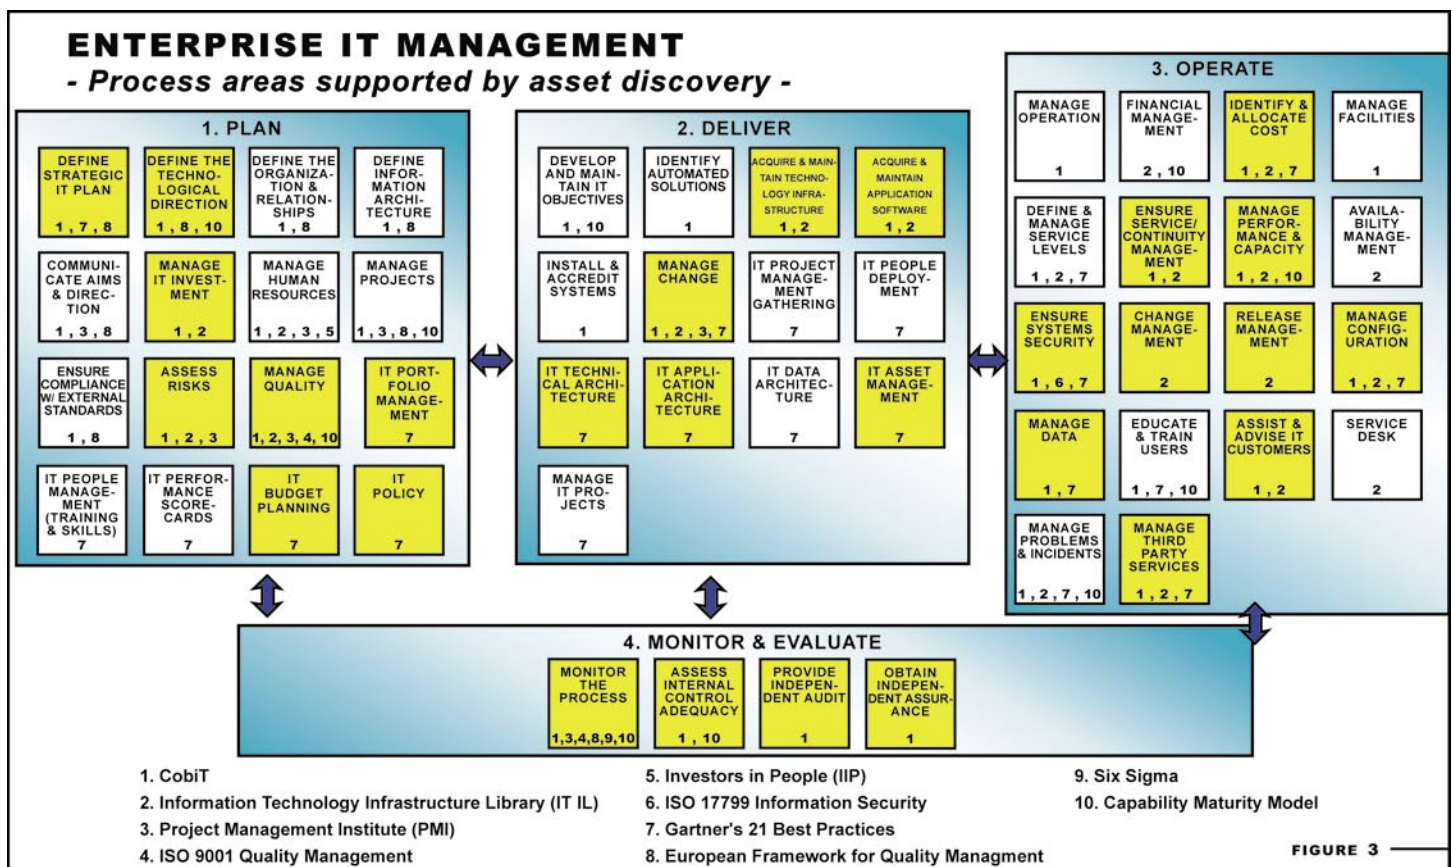 ENTERPRISE IT MANAGEMENT
- Process areas supported by asset discovery -
1. PLAN
DEFINE
STRATEGIC
IT PLAN
1 , 7 , 8
DEFINE THE
TECHNO-
LOGICAL
DIRECTION
1 , 8 , 10
DEFINE THE
ORGANIZA-
TION &
RELATION-
SHIPS
1 , 8
DEFINE
INFOR-
MATION
ARCHI-
TECTURE
1 , 8
COMMUNI-
CATE AIMS
& DIREC-
TION
1 , 3 , 8
MANAGE
IT INVEST-
MENT
1 , 2
MANAGE
HUMAN
RESOURCES
1 , 2 , 3 , 5
MANAGE
PROJECTS
1 , 3 , 8 , 10
ENSURE
COMPLIANCE
W/ EXTERNAL
STANDARDS
1 , 8
ASSESS
RISKS
1 , 2 , 3
MANAGE
QUALITY
1, 2, 3, 4, 10
IT PORT-
FOLIO
MANAGE-
MENT
7
IT PEOPLE
MANAGE-
MENT
(TRAINING
& SKILLS)
7
IT PERFOR-
MANCE
SCORE-
CARDS
7
IT
BUDGET
PLANNING
7
IT
POLICY
7
2. DELIVER
DEVELOP
AND MAIN-
TAIN IT
OBJECTIVES
1 , 10
IDENTIFY
AUTOMATED
SOLUTIONS
1
ACQUIRE & MAIN-
TAIN TECHNO-
LOGY INFRA-
STRUCTURE
1 , 2
ACQUIRE &
MAINTAIN
APPLICATION
SOFTWARE
1 , 2
INSTALL &
ACCREDIT
SYSTEMS
1
MANAGE
CHANGE
1 , 2 , 3 , 7
IT PROJECT
MANAGE-
MENT
GATHERING
7
IT PEOPLE
DEPLOY-
MENT
7
IT TECHNI-
CAL ARCHI-
TECTURE
7
IT APPLI-
CATION
ARCHI-
TECTURE
7
IT DATA
ARCHITEC-
TURE
7
IT ASSET
MANAGE-
MENT
7
MANAGE
IT PRO-
JECTS
7
3. OPERATE
MANAGE
OPERATION
1
FINANCIAL
MANAGE-
MENT
2 , 10
IDENTIFY &
ALLOCATE
COST
1 , 2 , 7
MANAGE
FACILITIES
1
DEFINE &
MANAGE
SERVICE
LEVELS
1 , 2 , 7
ENSURE
SERVICE/
CONTINUITY
MANAGE-
MENT
1 , 2
MANAGE
PERFOR-
MANCE &
CAPACITY
1 , 2 , 10
AVAILA-
BILITY
MANAGE-
MENT
2
ENSURE
SYSTEMS
SECURITY
1 , 6 , 7
CHANGE
MANAGE-
MENT
2
RELEASE
MANAGE-
MENT
2
MANAGE
CONFIG-
URATION
1 , 2 , 7
MANAGE
DATA
1 , 7
EDUCATE
& TRAIN
USERS
1 , 7 , 10
ASSIST &
ADVISE IT
CUSTOMERS
1 , 2
SERVICE
DESK
2
MANAGE
PROBLEMS
& INCIDENTS
1 , 2 , 7 , 10
MANAGE
THIRD
PARTY
SERVICES
1 , 2 , 7
4. MONITOR & EVALUATE
MONITOR
THE
PROCESS
1,3,4,8,9,10
ASSESS
INTERNAL
CONTROL
ADEQUACY
1 , 10
PROVIDE
INDEPEN-
DENT AUDIT
1
OBTAIN
INDEPEN-
DENT ASSUR-
ANCE
1
1. CobiT
2. Information Technology Infrastructure Library (IT IL)
3. Project Management Institute (PMI)
4. ISO 9001 Quality Management
5. Investors in People (IIP)
6. ISO 17799 Information Security
7. Gartner's 21 Best Practices
8. European Framework for Quality Managment
9. Six Sigma
10. Capability Maturity Model
FIGURE 3